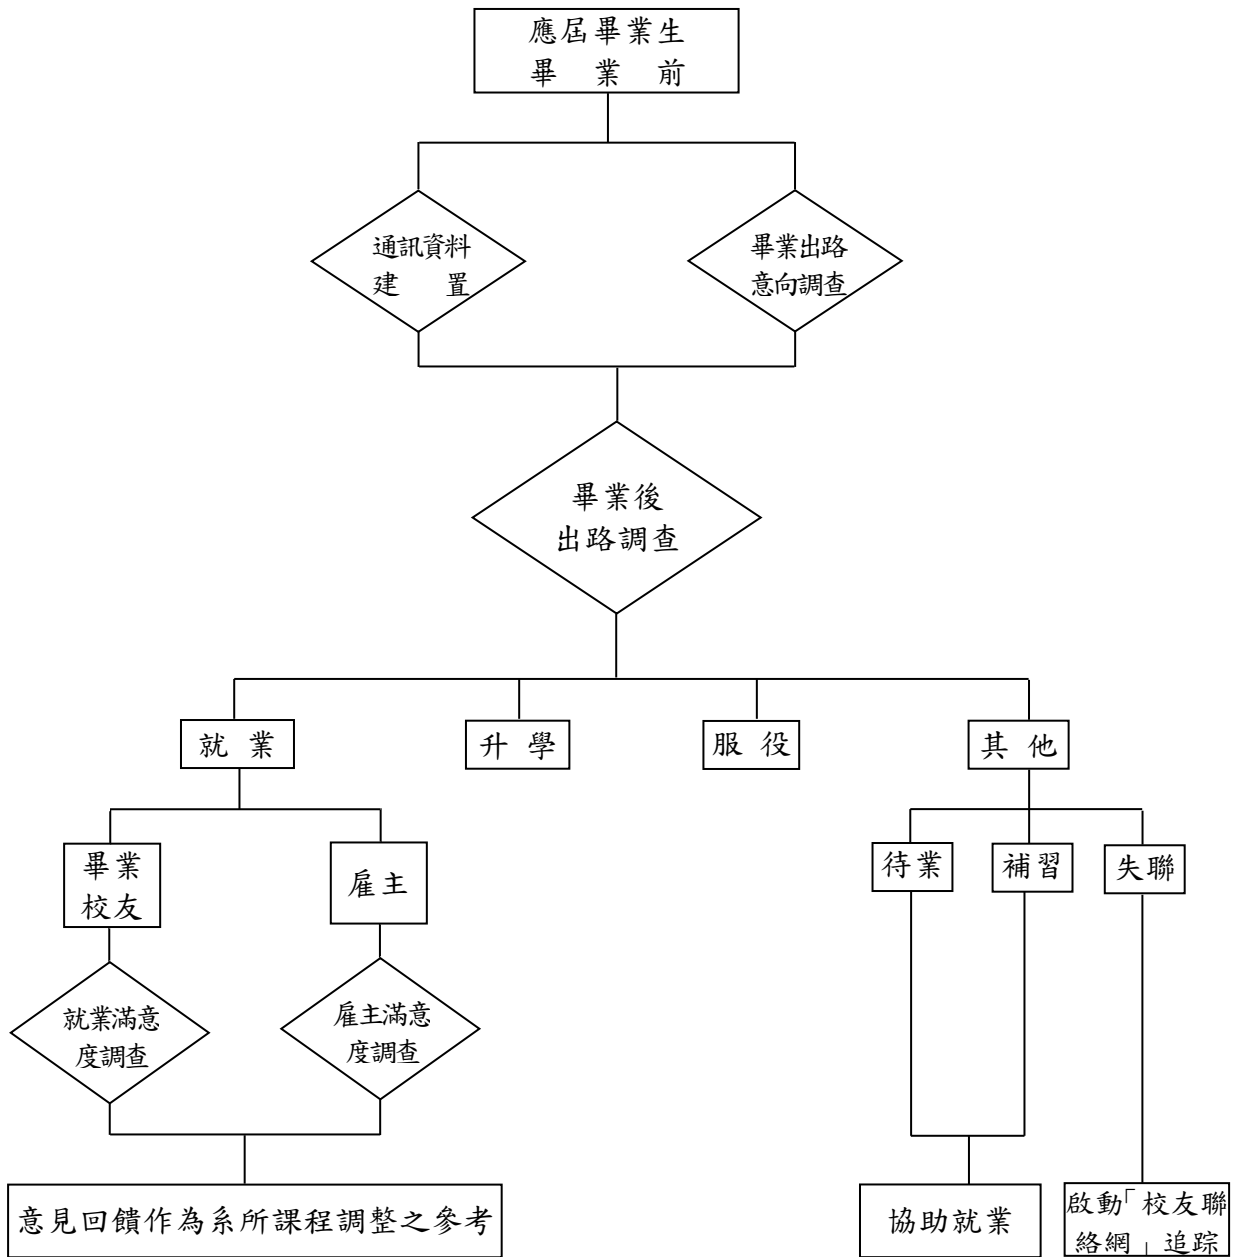 應屆畢業生
畢業前
通訊資料
建置
畢業出路
意向調查
畢業後
出路調查
就業
升學
服役
其他
畢業
校友
雇主
待業
補習
失聯
就業滿意
度調查
雇主滿意
度調查
意見回饋作為系所課程調整之參考
協助就業
啟動「校友聯
絡網」追踪